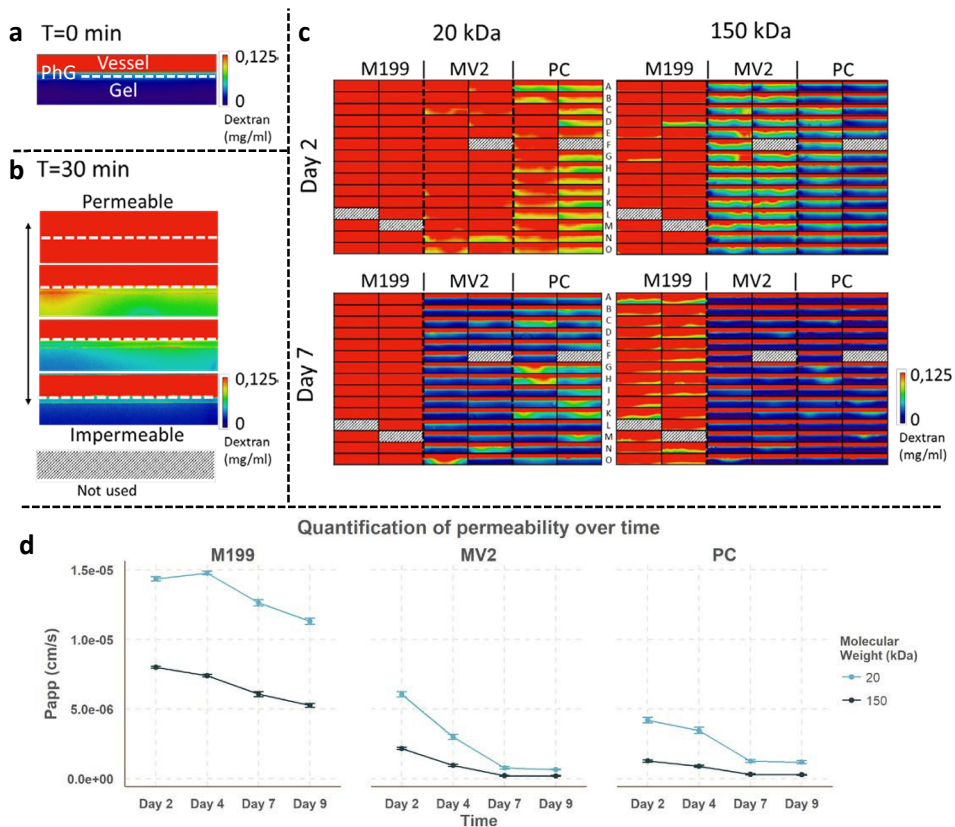 a T=0 min
Vessel
PhG
Gel
0,125
0
Dextran
(mg/ml)
b T=30 min
Permeable
0,125
0
Impermeable
Dextran
(mg/ml)
Not used
c 20 kDa 150 kDa
M199 MV2 PC M199 MV2 PC
Day 2
A
B
C
D
E
F
G
H
I
J
K
L
M
N
O
M199 MV2 PC M199 MV2 PC
Day 7
A
B
C
D
E
F
G
H
I
J
K
L
M
N
O
0,125
0
Dextran
(mg/ml)
d Quantification of permeability over time
M199 MV2 PC
Papp (cm/s)
1.5e-05
1.0e-05
5.0e-06
0.0e+00
Day 2 Day 4 Day 7 Day 9 Day 2 Day 4 Day 7 Day 9 Day 2 Day 4 Day 7 Day 9
Time
Molecular
Weight (kDa)
20
150